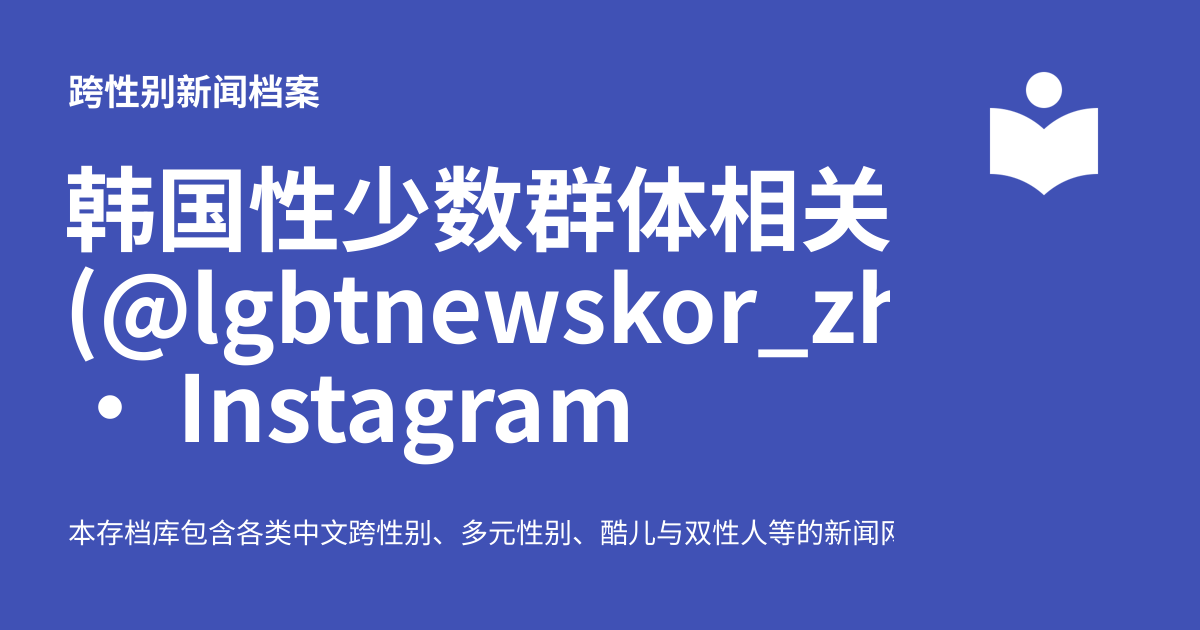 跨性别新闻档案
韩国性少数群体相关
(@lgbtnewskor_zh
• Instagram
本存档库包含各类中文跨性别、多元性别、酷儿与双性人等的新闻网